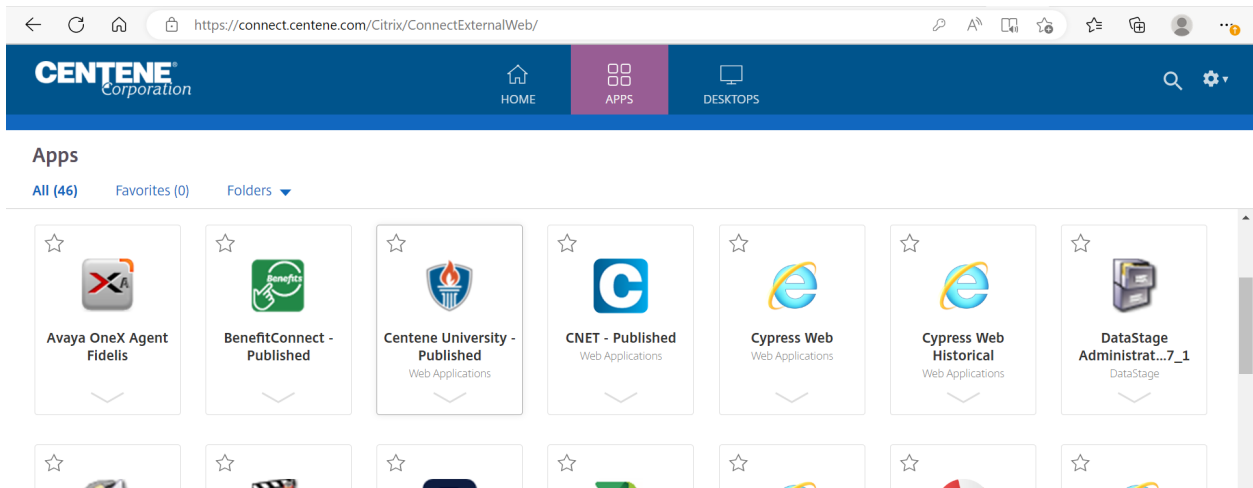 https://connect.centene.com/Citrix/ConnectExternalWeb/
CENTENE®
Corporation
HOME
APPS
DESKTOPS
Apps
All (46)
Favorites (0)
Folders
XA
Avaya OneX Agent
Fidelis
Benefits
BenefitConnect -
Published
Centene University -
Published
Web Applications
C
CNET - Published
Web Applications
Cypress Web
Web Applications
Cypress Web
Historical
Web Applications
DataStage
Administrat...7_1
DataStage